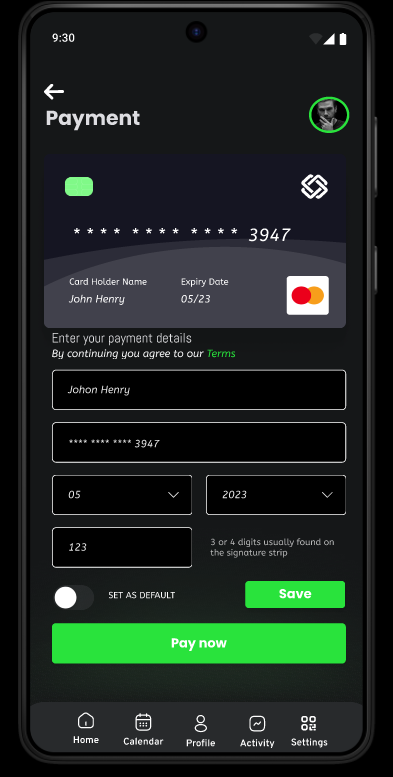 9:30
Payment
* * * * * * * * * * * * 3947
Card Holder Name Expiry Date
John Henry 05/23
Enter your payment details
By continuing you agree to our Terms
Johon Henry
**** **** **** 3947
05 2023
123
3 or 4 digits usually found on
the signature strip
SET AS DEFAULT Save
Pay now
Home Calendar Profile Activity Settings